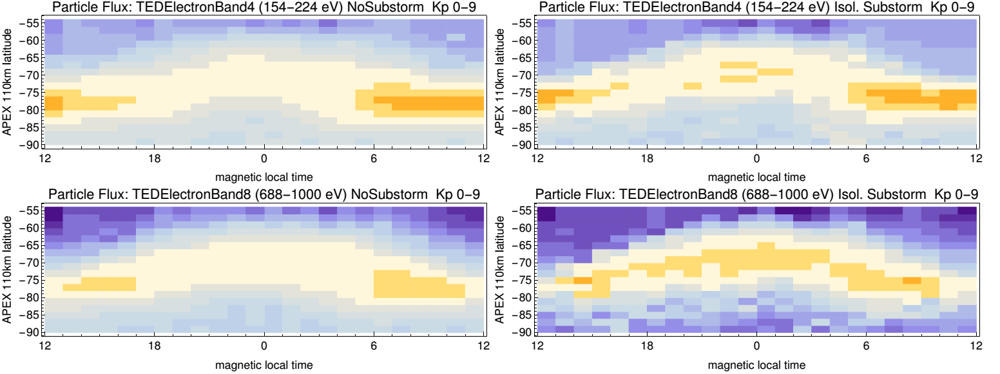 Particle Flux: TEDElectronBand4 (154−224 eV) NoSubstorm  Kp 0−9
APEX 110km latitude
−55
−60
−65
−70
−75
−80
−85
−90
12 18 0 6 12
magnetic local time
Particle Flux: TEDElectronBand4 (154−224 eV) Isol. Substorm  Kp 0−9
APEX 110km latitude
−55
−60
−65
−70
−75
−80
−85
−90
12 18 0 6 12
magnetic local time
Particle Flux: TEDElectronBand8 (688−1000 eV) NoSubstorm  Kp 0−9
APEX 110km latitude
−55
−60
−65
−70
−75
−80
−85
−90
12 18 0 6 12
magnetic local time
Particle Flux: TEDElectronBand8 (688−1000 eV) Isol. Substorm  Kp 0−9
APEX 110km latitude
−55
−60
−65
−70
−75
−80
−85
−90
12 18 0 6 12
magnetic local time